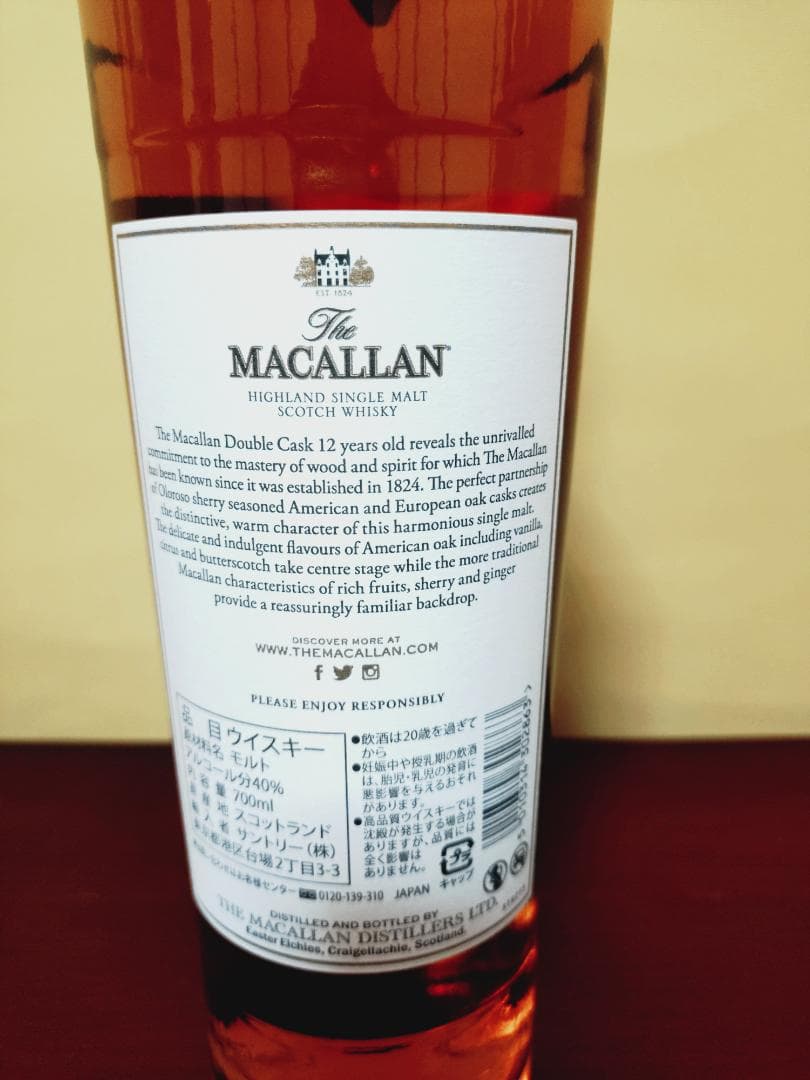 EST. 1824
The
MACALLAN
HIGHLAND SINGLE MALT
SCOTCH WHISKY
The Macallan Double Cask 12 years old reveals the unrivalled
commitment to the mastery of wood and spirit for which The Macallan
has been known since it was established in 1824. The perfect partnership
of Oloroso sherry seasoned American and European oak casks creates
the distinctive, warm character of this harmonious single malt.
The delicate and indulgent flavours of American oak including vanilla,
citrus and butterscotch take centre stage while the more traditional
Macallan characteristics of rich fruits, sherry and ginger
provide a reassuringly familiar backdrop.
DISCOVER MORE AT
WWW.THEMACALLAN.COM
PLEASE ENJOY RESPONSIBLY
品 目 ウイスキー
原材料名 モルト
アルコール分40%
内容量 700ml
原産地 スコットランド
輸入者 サントリー(株)
東京都港区台場2丁目3-3
お客様センター 0120-139-310 JAPAN
●飲酒は20歳を過ぎて
から
●妊娠中や授乳期の飲酒
は、胎児・乳児の発育に
悪影響を与えるおそれ
があります。
●高品質ウイスキーでは
沈殿が発生する場合が
ありますが、品質には
全く影響は
ありません。
プラ
キャップ
DISTILLED AND BOTTLED BY
THE MACALLAN DISTILLERS LTD.
Easter Elchies, Craigellachie, Scotland.